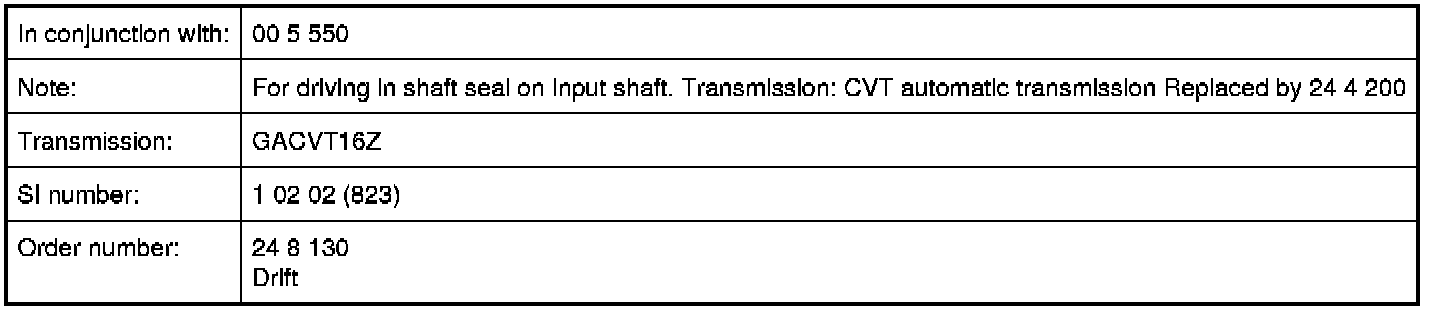 In conjunction with: 00 5 550
Note: For driving in shaft seal on input shaft. Transmission: CVT automatic transmission Replaced by 24 4 200
Transmission: GACVT16Z
SI number: 1 02 02 (823)
Order number: 24 8 130
Drift